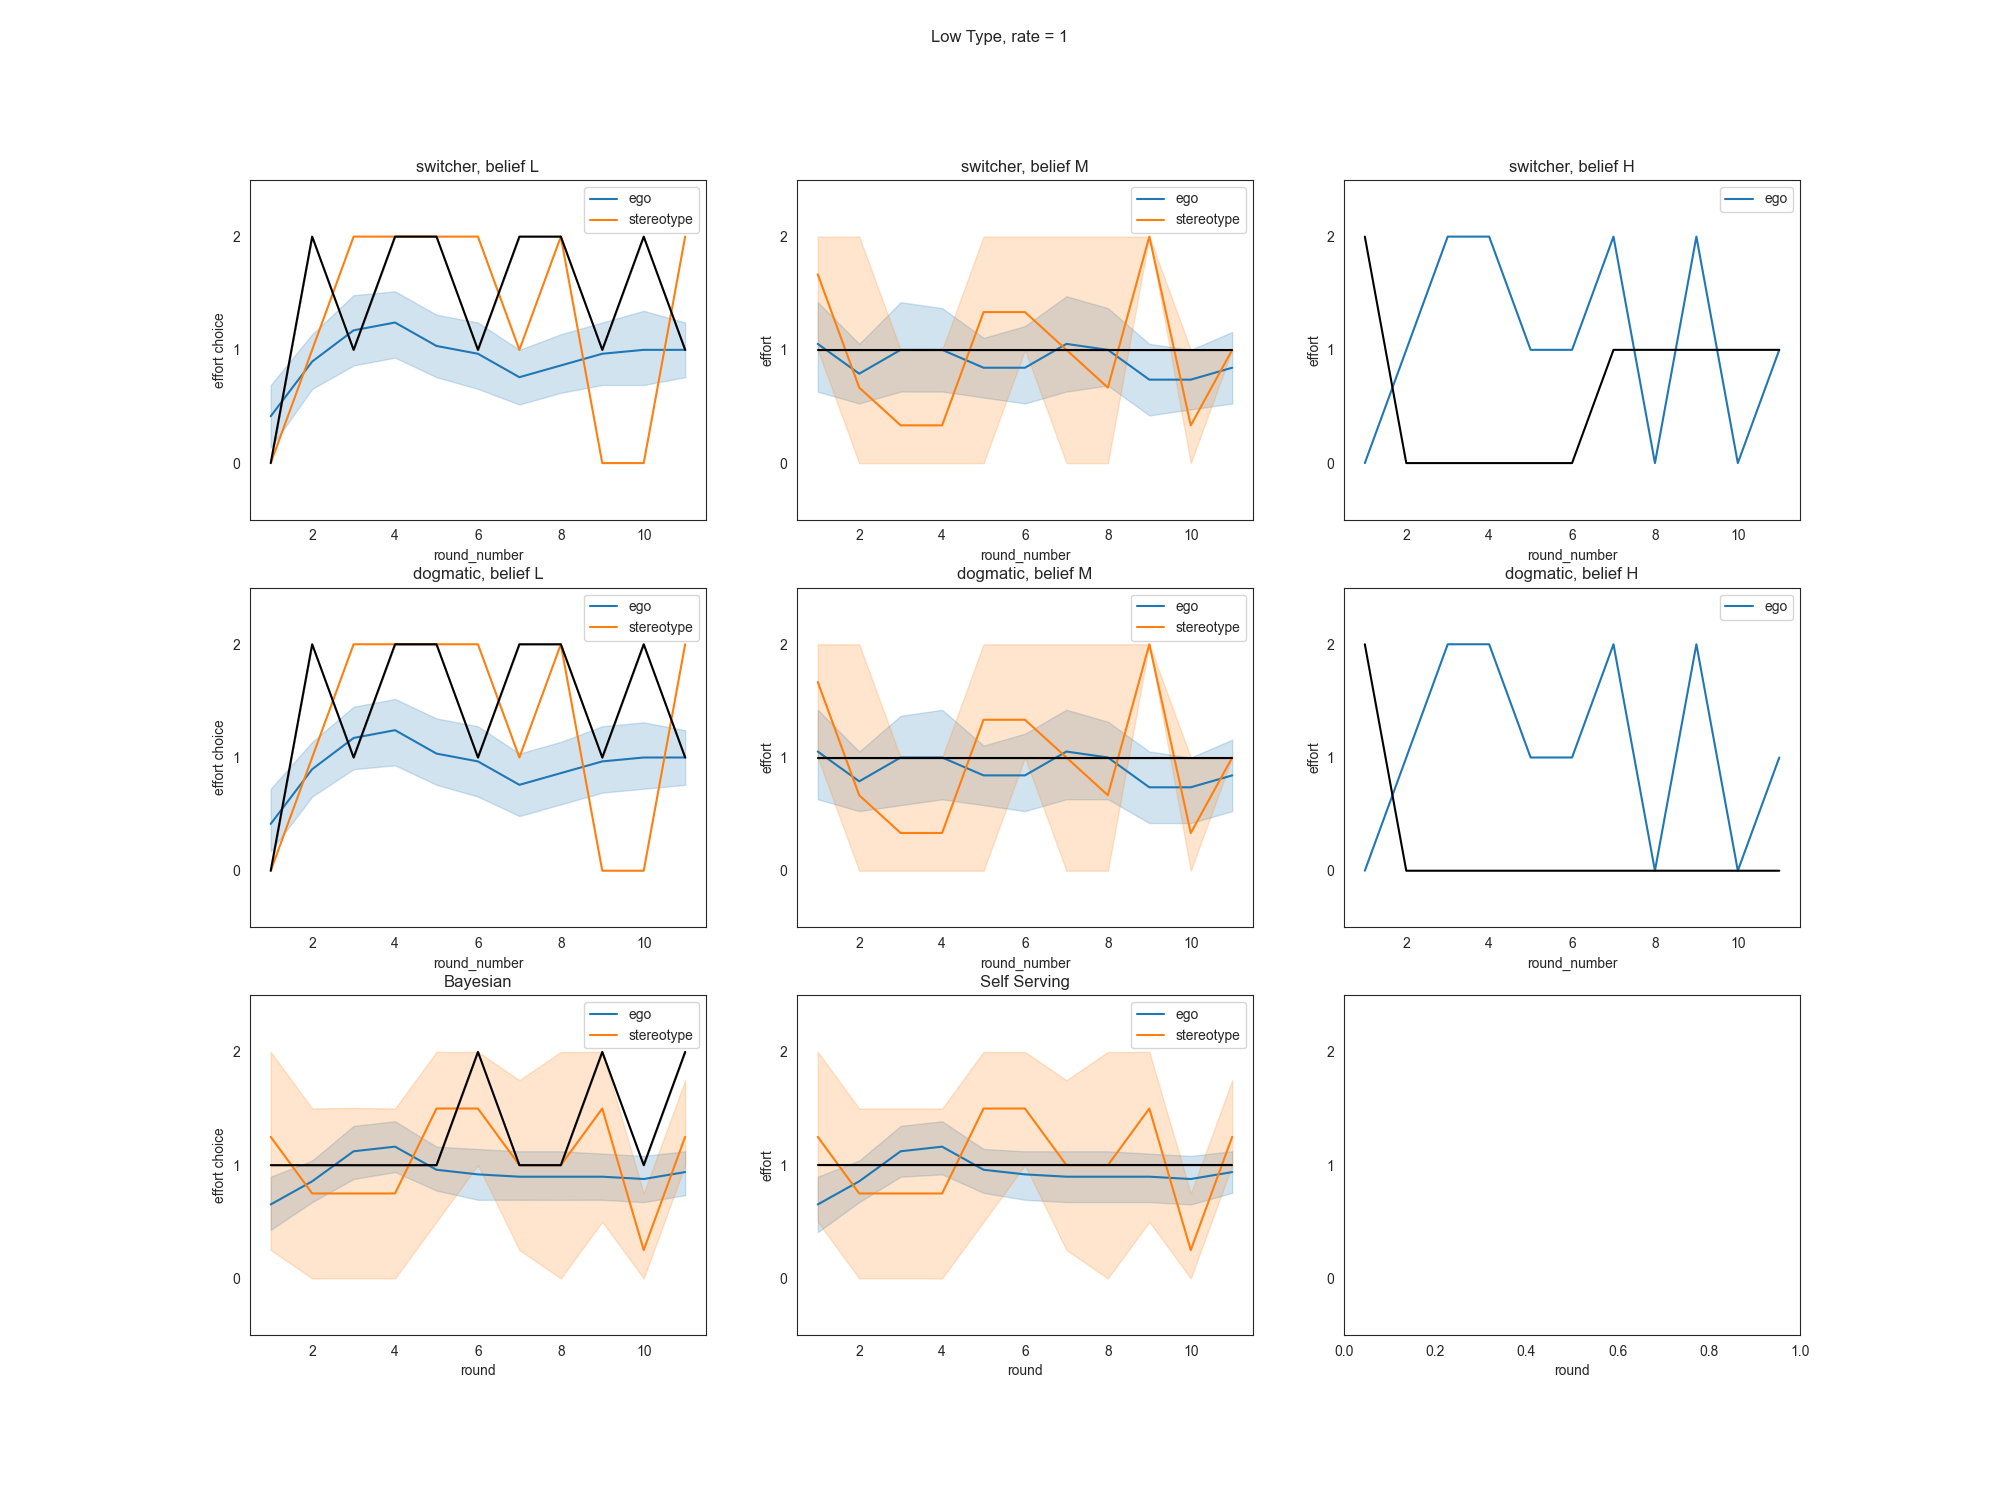 Low Type, rate = 1
switcher, belief L
ego
stereotype
2
1
0
effort choice
2 4 6 8 10
round_number
switcher, belief M
ego
stereotype
2
1
0
effort
2 4 6 8 10
round_number
switcher, belief H
ego
2
1
0
effort
2 4 6 8 10
round_number
dogmatic, belief L
ego
stereotype
2
1
0
effort choice
2 4 6 8 10
round_number
dogmatic, belief M
ego
stereotype
2
1
0
effort
2 4 6 8 10
round_number
dogmatic, belief H
ego
2
1
0
effort
2 4 6 8 10
round_number
Bayesian
ego
stereotype
2
1
0
effort choice
2 4 6 8 10
round
Self Serving
ego
stereotype
2
1
0
effort
2 4 6 8 10
round
2
1
0
0.0 0.2 0.4 0.6 0.8 1.0
round